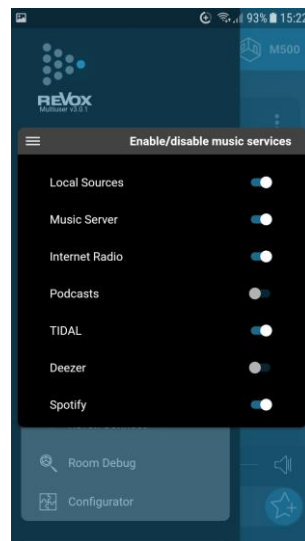 93% 15:22
REVOX
Multiuser v3.0.1
M500
Enable/disable music services
Local Sources
Music Server
Internet Radio
Podcasts
TIDAL
Deezer
Spotify
Room Debug
Configurator